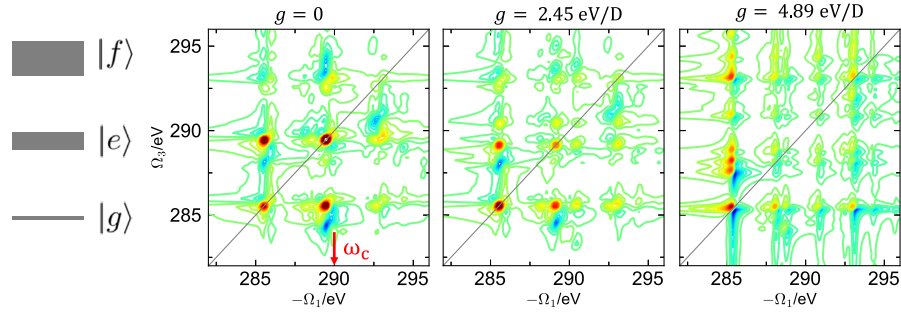 |f⟩
|e⟩
|g⟩
g = 0
g = 2.45 eV/D
g = 4.89 eV/D
Ω₃/eV
295
290
285
ω_c
285 290 295
285 290 295
285 290 295
−Ω₁/eV
−Ω₁/eV
−Ω₁/eV